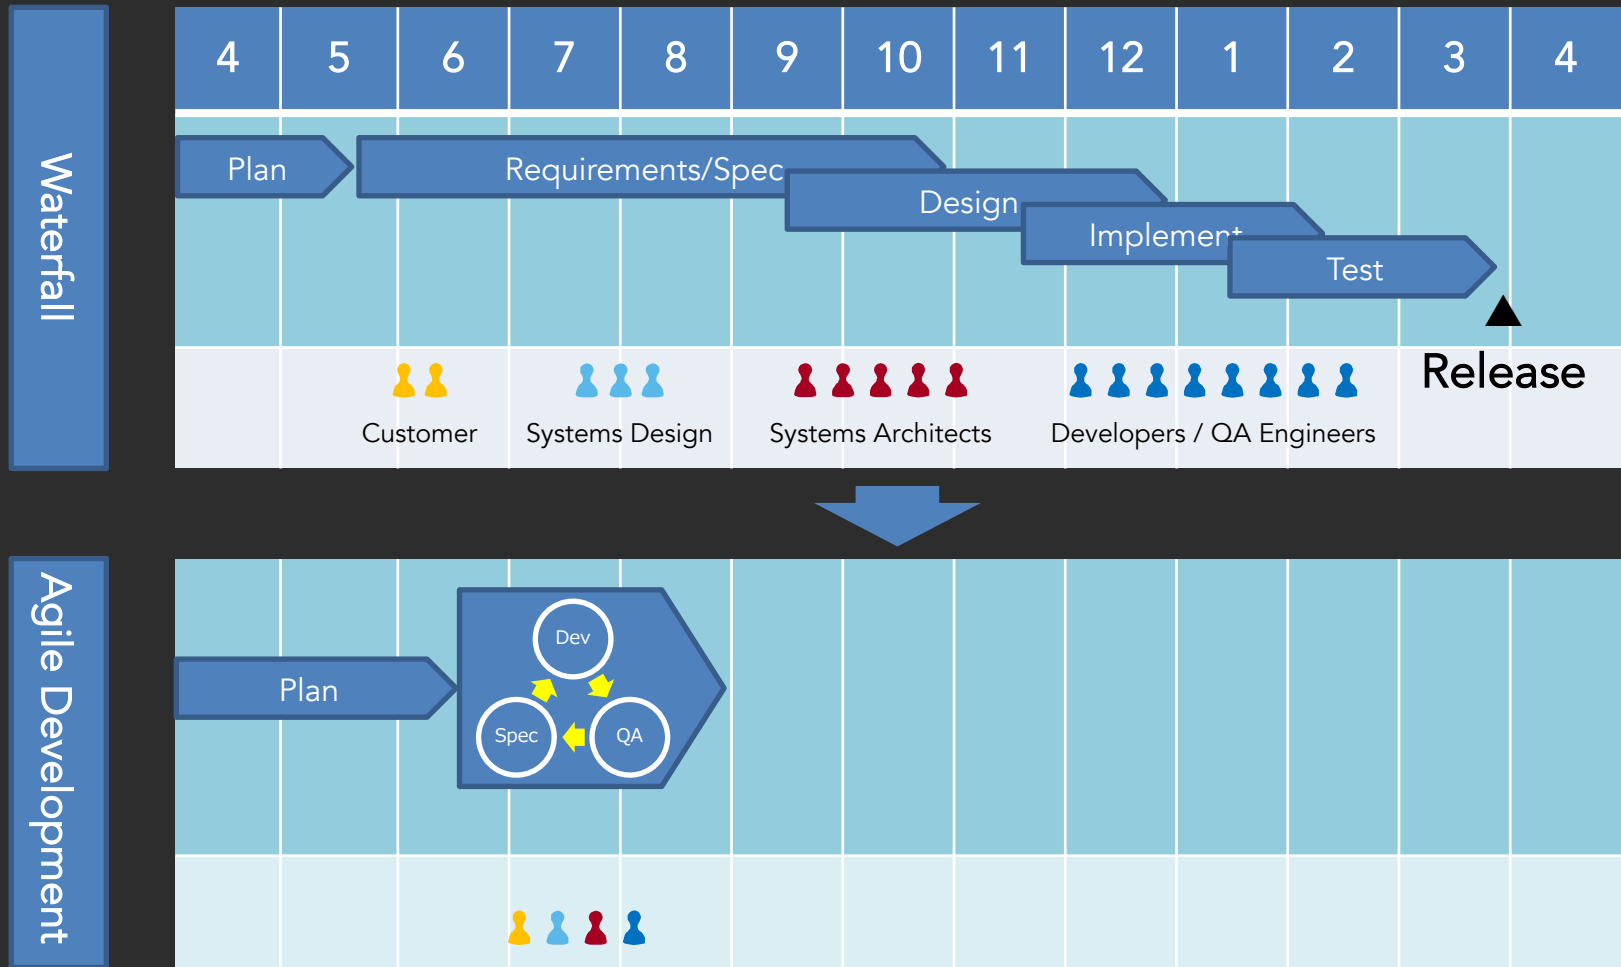 Waterfall
4 5 6 7 8 9 10 11 12 1 2 3 4
Plan
Requirements/Spec
Design
Implement
Test
Release
Customer
Systems Design
Systems Architects
Developers / QA Engineers
Agile Development
Plan
Dev
Spec
QA